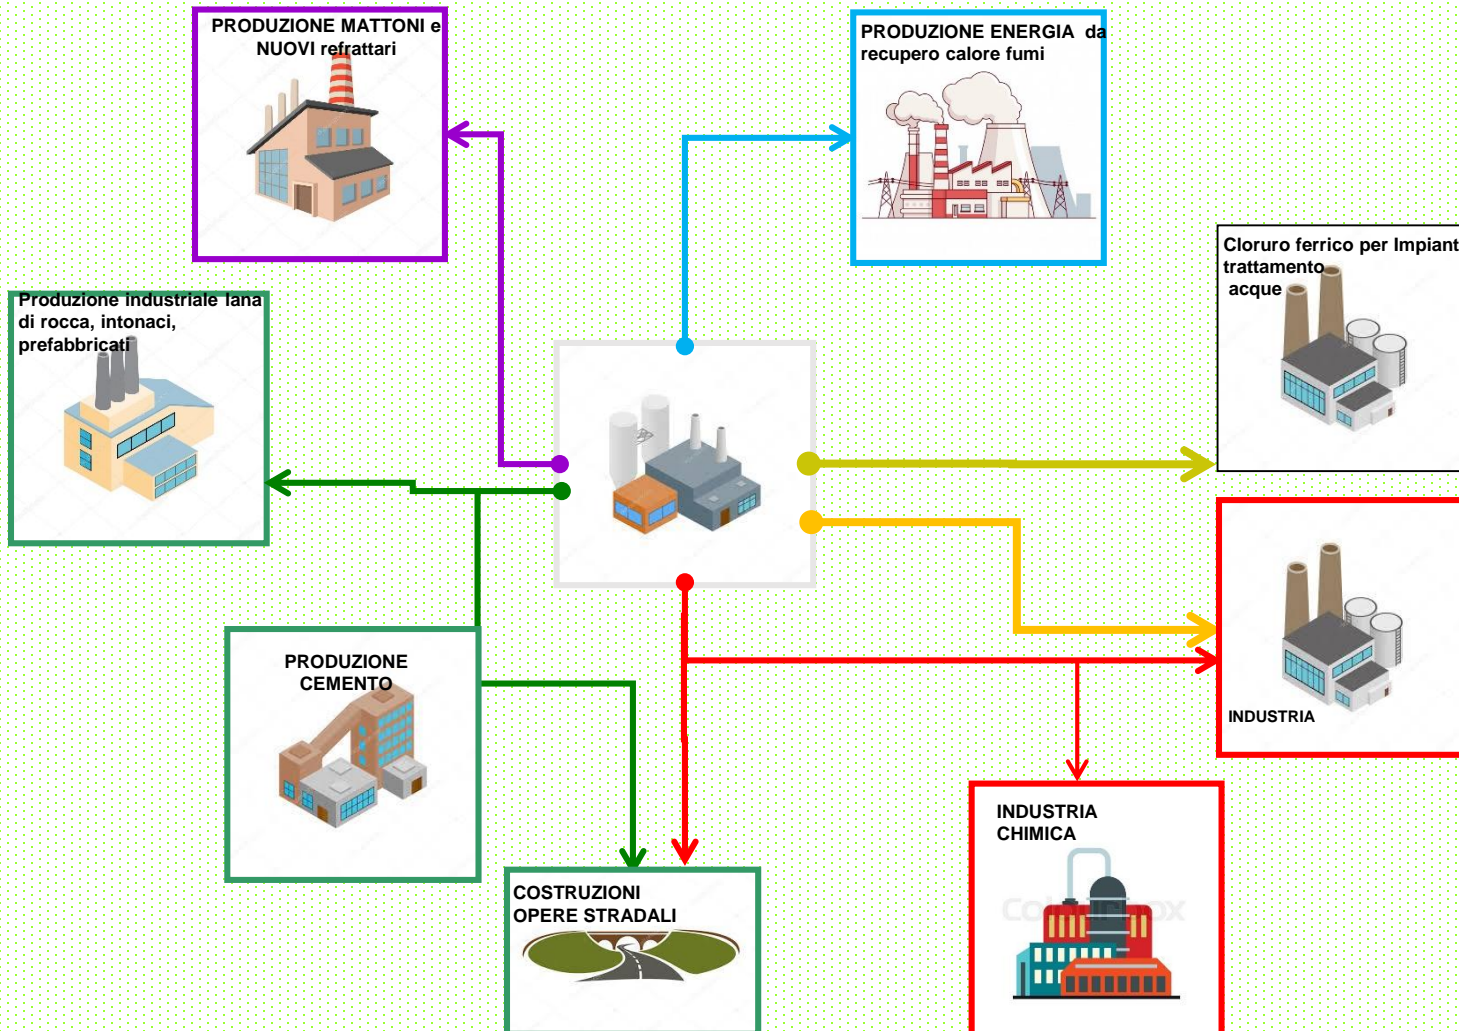 PRODUZIONE MATTONI e
NUOVI refrattari
PRODUZIONE ENERGIA da
recupero calore fumi
Cloruro ferrico per Impiant
trattamento
acque
Produzione industriale lana
di rocca, intonaci,
prefabbricati
PRODUZIONE
CEMENTO
INDUSTRIA
INDUSTRIA
CHIMICA
COSTRUZIONI
OPERE STRADALI